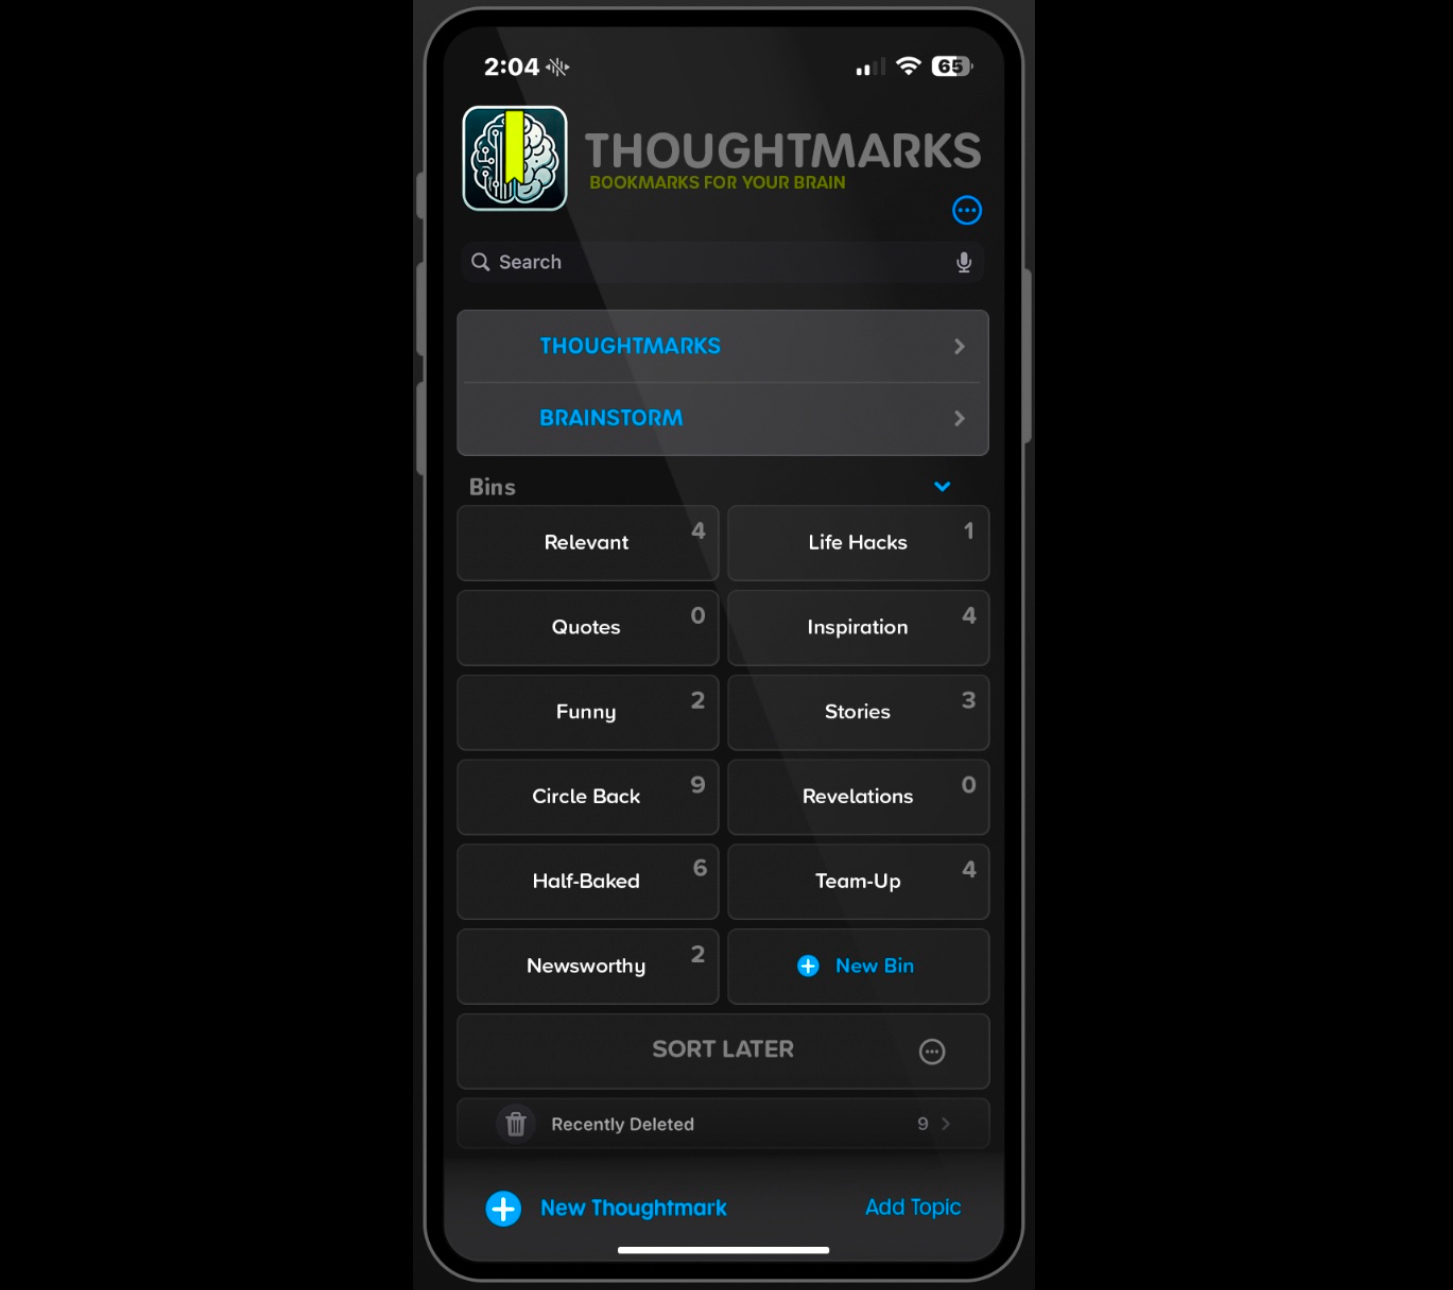 2:04
65
THOUGHTMARKS
BOOKMARKS FOR YOUR BRAIN
Search
THOUGHTMARKS
BRAINSTORM
Bins
Relevant 4
Life Hacks 1
Quotes 0
Inspiration 4
Funny 2
Stories 3
Circle Back 9
Revelations 0
Half-Baked 6
Team-Up 4
Newsworthy 2
New Bin
SORT LATER
Recently Deleted 9
New Thoughtmark
Add Topic